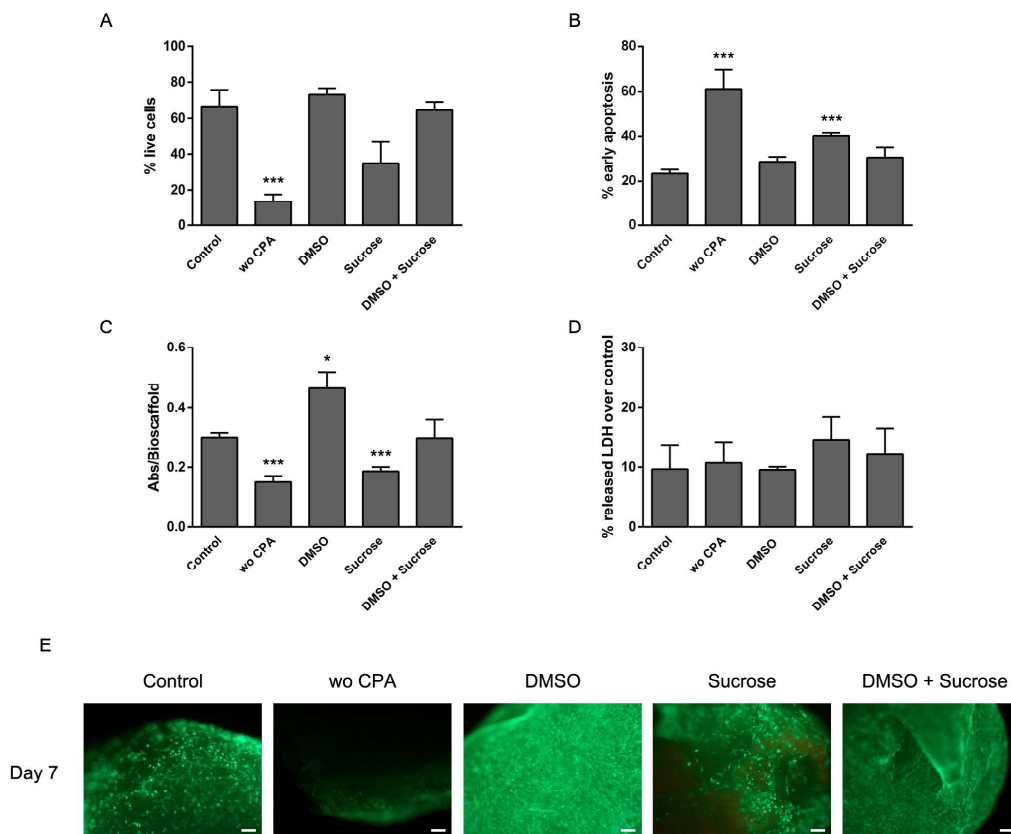 A
% live cells
100
80
60
40
20
0
***
Control
wo CPA
DMSO
Sucrose
DMSO + Sucrose
B
% early apoptosis
80
60
40
20
0
***
***
Control
wo CPA
DMSO
Sucrose
DMSO + Sucrose
C
Abs/Bioscaffold
0.6
0.4
0.2
0.0
***
*
***
Control
wo CPA
DMSO
Sucrose
DMSO + Sucrose
D
% released LDH over control
30
20
10
0
Control
wo CPA
DMSO
Sucrose
DMSO + Sucrose
E
Control wo CPA DMSO Sucrose DMSO + Sucrose
Day 7